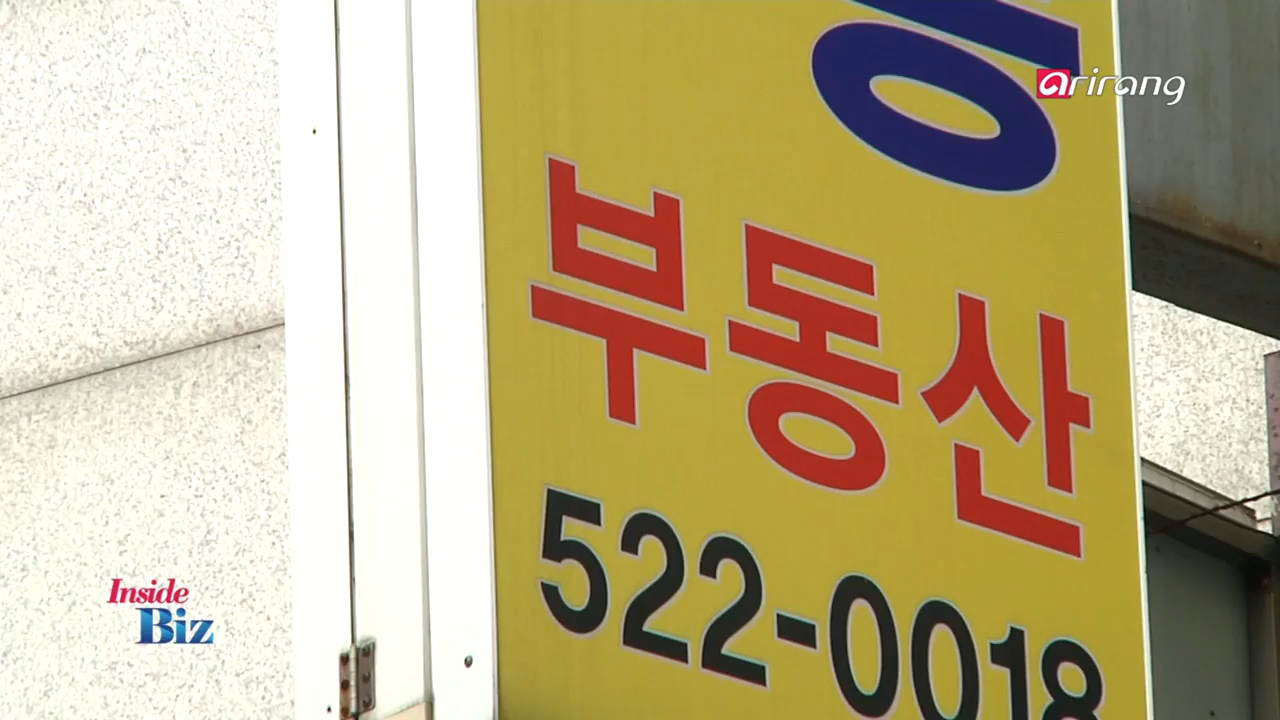 arirang
부동산
522-0018
Inside
Biz